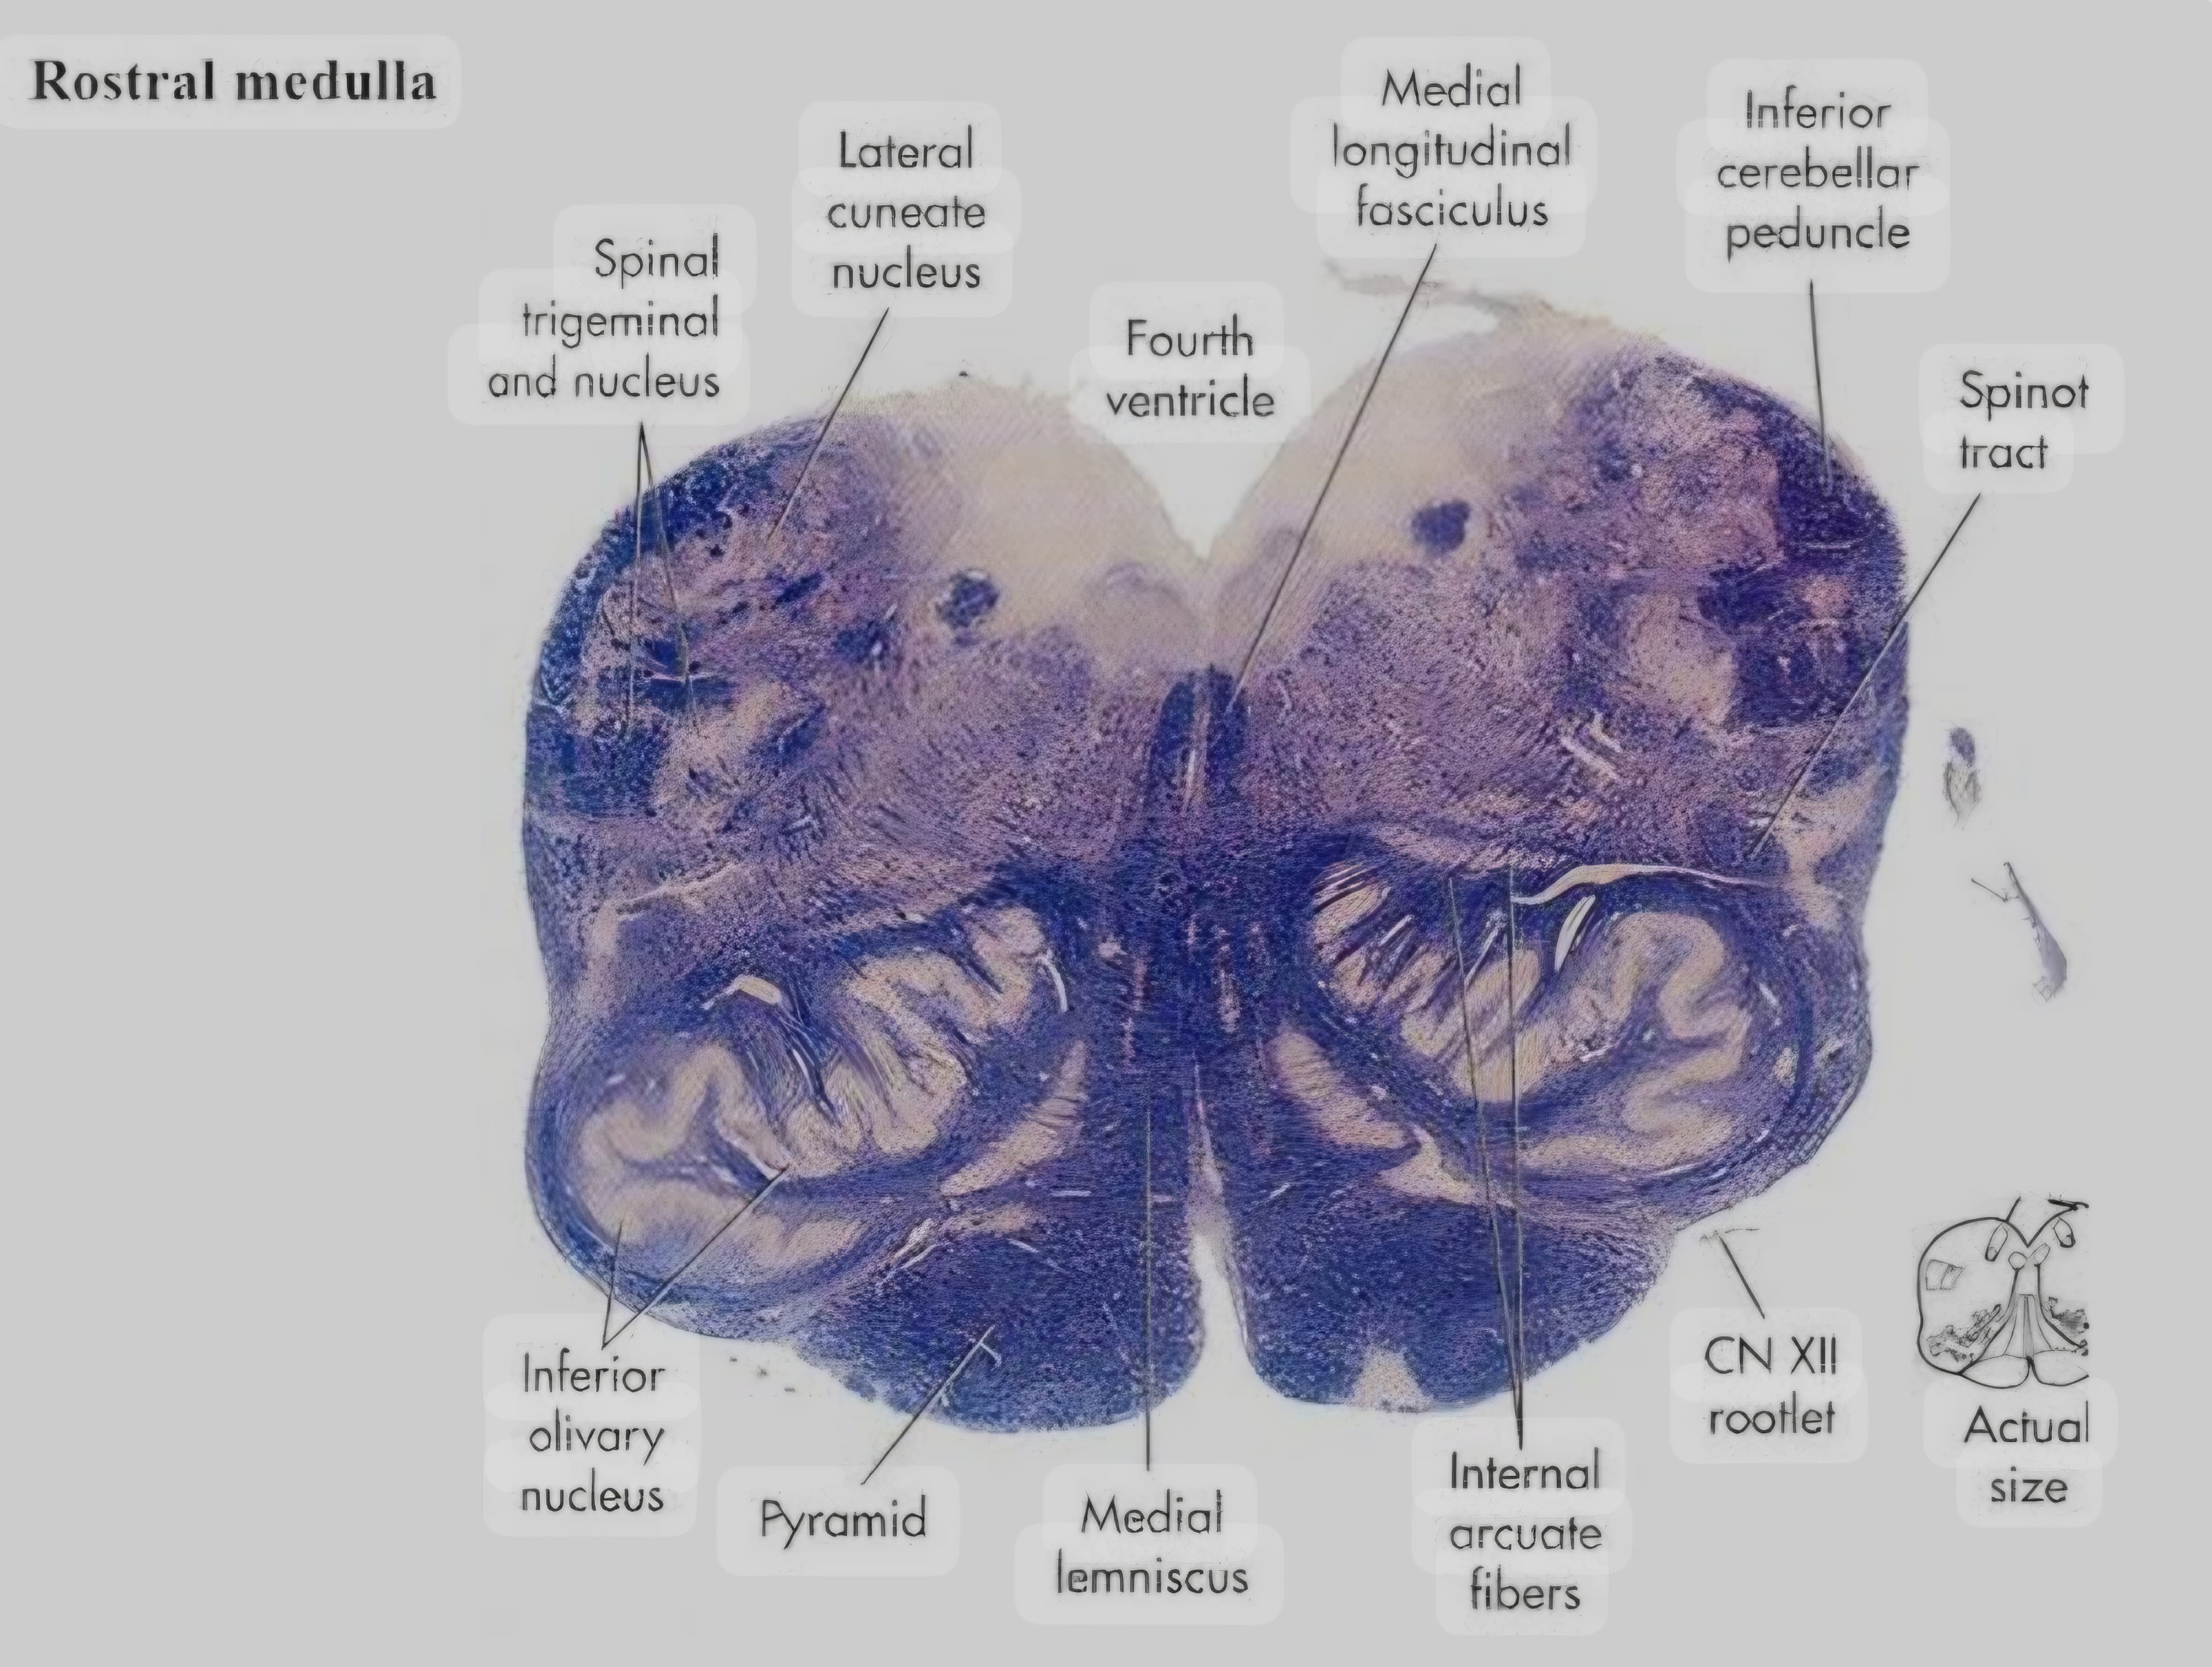 Rostral medulla
Lateral
cuneate
nucleus
Spinal
trigeminal
and nucleus
Fourth
ventricle
Medial
longitudinal
fasciculus
Inferior
cerebellar
peduncle
Spinot
tract
Inferior
olivary
nucleus
Pyramid
Medial
lemniscus
Internal
arcuate
fibers
CN XII
rootlet
Actual
size